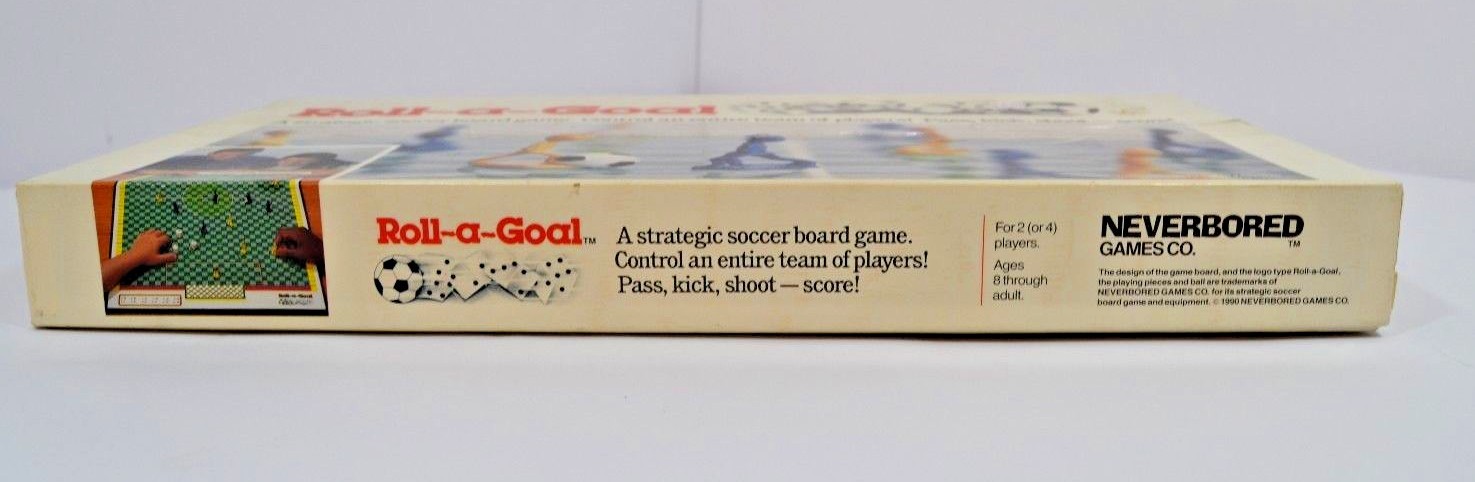 Roll-a-Goal
Roll-a-Goal™
A strategic soccer board game.
Control an entire team of players!
Pass, kick, shoot — score!
For 2 (or 4)
players.
Ages
8 through
adult.
NEVERBORED
™
GAMES CO.
The design of the game board, and the logo type Roll-a-Goal,
the playing pieces and ball are trademarks of
NEVERBORED GAMES CO. for its strategic soccer
board game and equipment. © 1990 NEVERBORED GAMES CO.
Roll-a-Goal